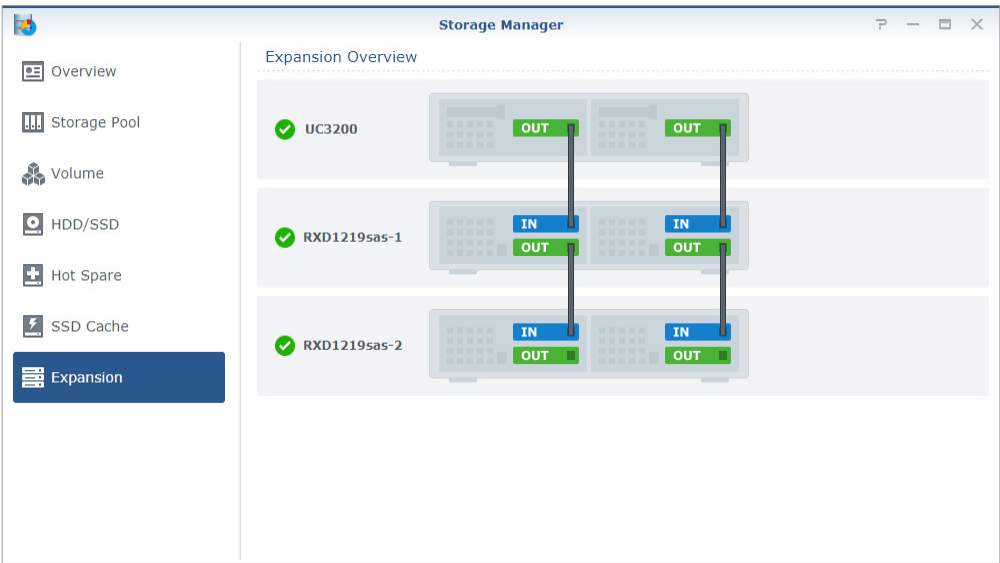 Storage Manager
Overview
Storage Pool
Volume
HDD/SSD
Hot Spare
SSD Cache
Expansion
Expansion Overview
UC3200
OUT OUT
RXD1219sas-1
IN IN
OUT OUT
RXD1219sas-2
IN IN
OUT OUT